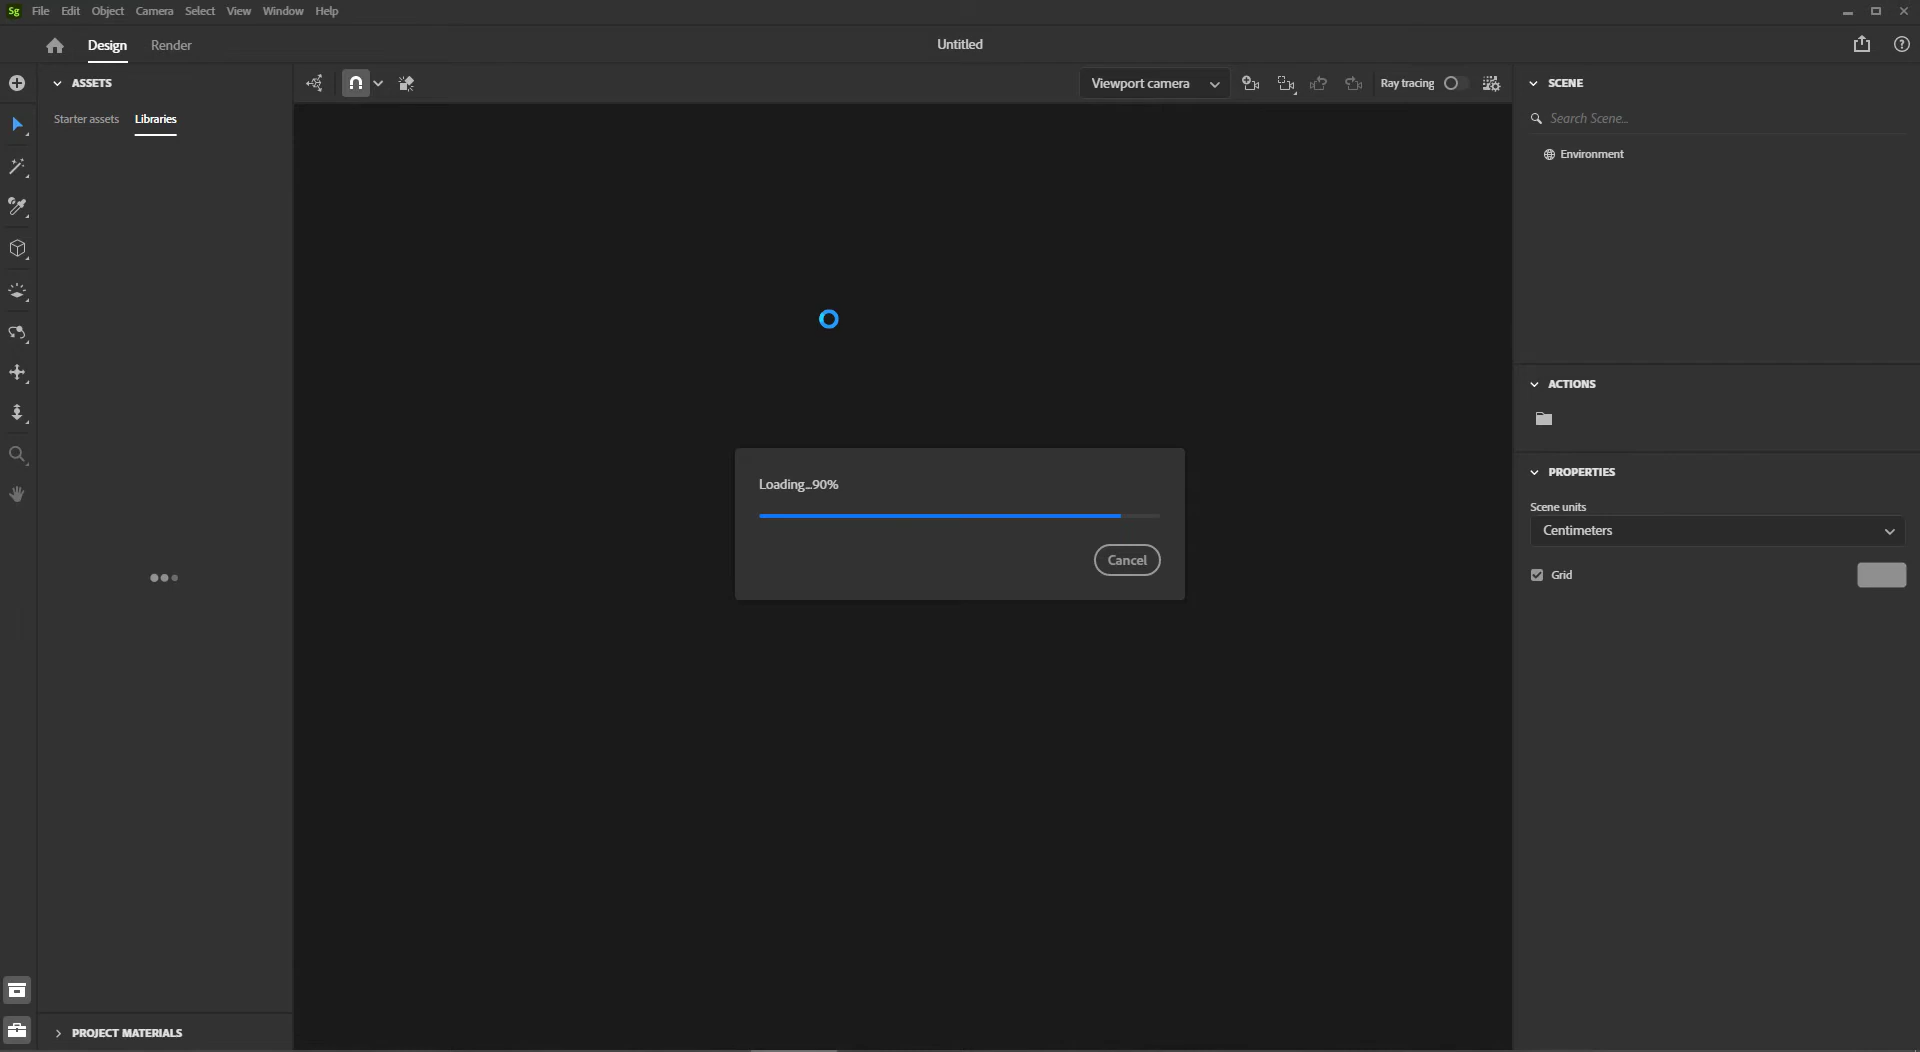 Sg File Edit Object Camera Select View Window Help
Design Render Untitled
ASSETS
Starter assets Libraries
Viewport camera Ray tracing
SCENE
Search Scene...
Environment
Loading...90%
Cancel
ACTIONS
PROPERTIES
Scene units
Centimeters
Grid
PROJECT MATERIALS